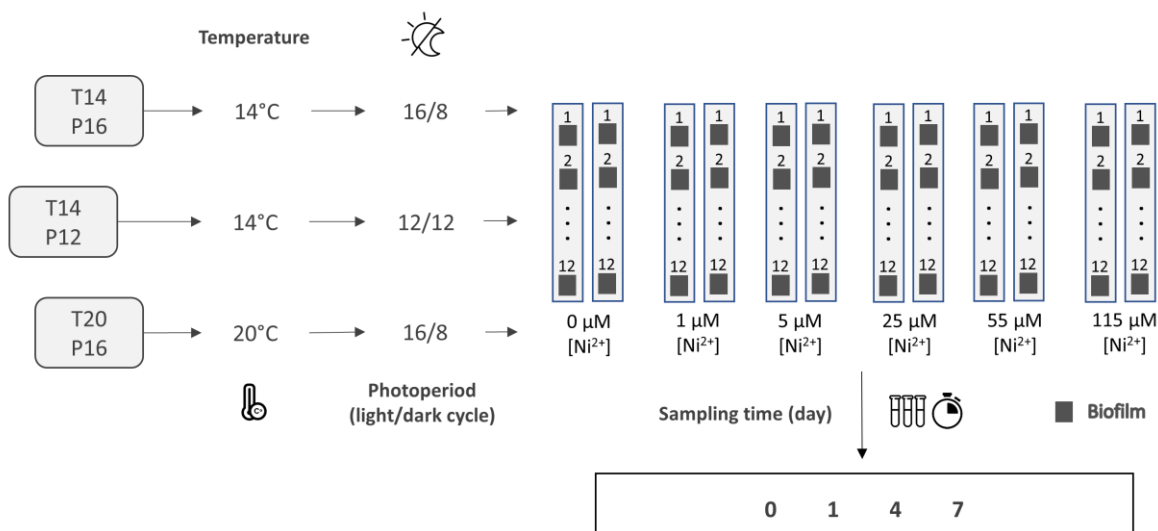 Temperature
T14
P16
14°C
16/8
T14
P12
14°C
12/12
T20
P16
20°C
16/8
1 1 1 1 1 1 1 1 1 1 1 1
2 2 2 2 2 2 2 2 2 2 2 2
12 12 12 12 12 12 12 12 12 12 12 12
0 µM
[Ni²⁺]
1 µM
[Ni²⁺]
5 µM
[Ni²⁺]
25 µM
[Ni²⁺]
55 µM
[Ni²⁺]
115 µM
[Ni²⁺]
C°
Photoperiod
(light/dark cycle)
Sampling time (day)
Biofilm
0 1 4 7